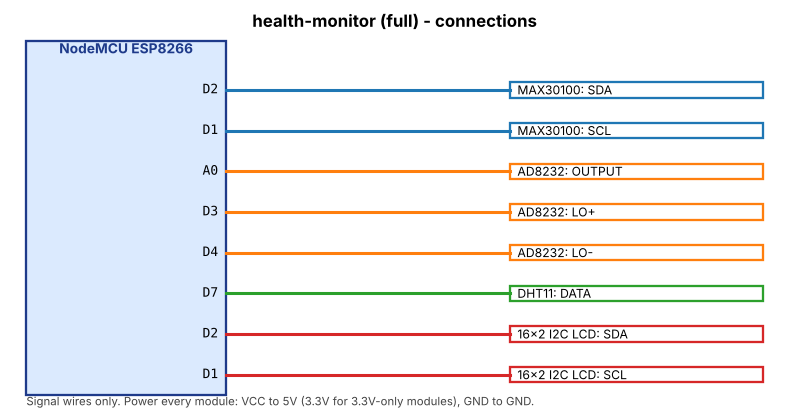 health-monitor (full) - connections
NodeMCU ESP8266
D2 MAX30100: SDA
D1 MAX30100: SCL
A0 AD8232: OUTPUT
D3 AD8232: LO+
D4 AD8232: LO-
D7 DHT11: DATA
D2 16×2 I2C LCD: SDA
D1 16×2 I2C LCD: SCL
Signal wires only. Power every module: VCC to 5V (3.3V for 3.3V-only modules), GND to GND.